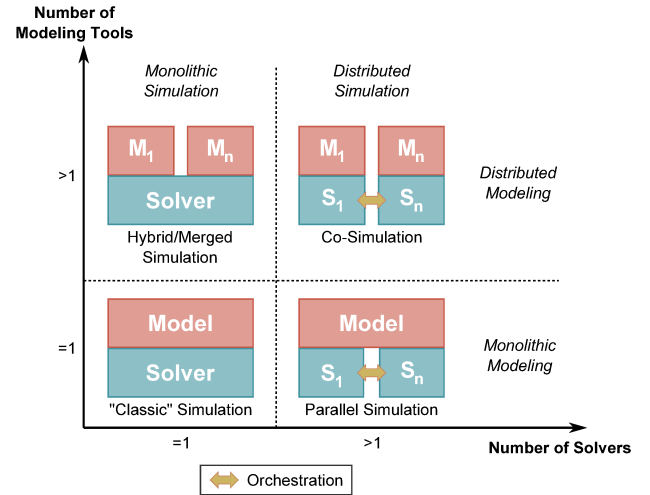 Number of
Modeling Tools
Monolithic
Simulation
Distributed
Simulation
M1
Mn
Solver
Hybrid/Merged
Simulation
M1
Mn
S1
Sn
Co-Simulation
>1
Distributed
Modeling
Model
Solver
"Classic" Simulation
Model
S1
Sn
Parallel Simulation
=1
Monolithic
Modeling
=1
>1
Number of Solvers
Orchestration